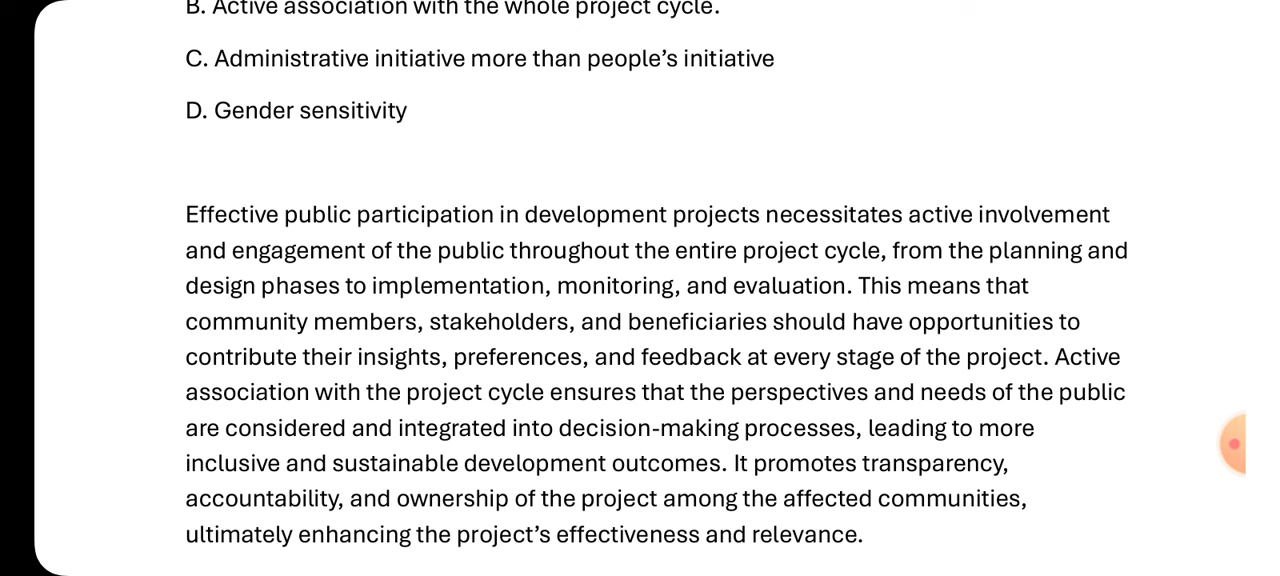 B. Active association with the whole project cycle.
C. Administrative initiative more than people’s initiative
D. Gender sensitivity
Effective public participation in development projects necessitates active involvement
and engagement of the public throughout the entire project cycle, from the planning and
design phases to implementation, monitoring, and evaluation. This means that
community members, stakeholders, and beneficiaries should have opportunities to
contribute their insights, preferences, and feedback at every stage of the project. Active
association with the project cycle ensures that the perspectives and needs of the public
are considered and integrated into decision-making processes, leading to more
inclusive and sustainable development outcomes. It promotes transparency,
accountability, and ownership of the project among the affected communities,
ultimately enhancing the project’s effectiveness and relevance.